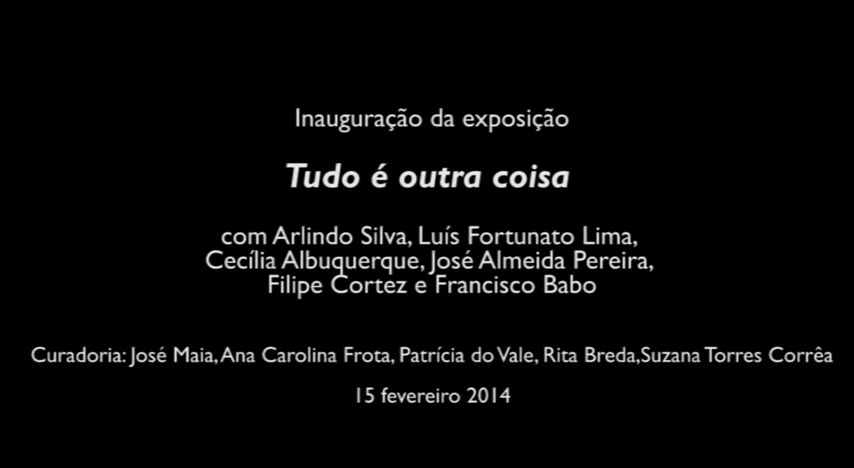 Inauguração da exposição
Tudo é outra coisa
com Arlindo Silva, Luís Fortunato Lima,
Cecília Albuquerque, José Almeida Pereira,
Filipe Cortez e Francisco Babo
Curadoria: José Maia, Ana Carolina Frota, Patrícia do Vale, Rita Breda,Suzana Torres Corrêa
15 fevereiro 2014